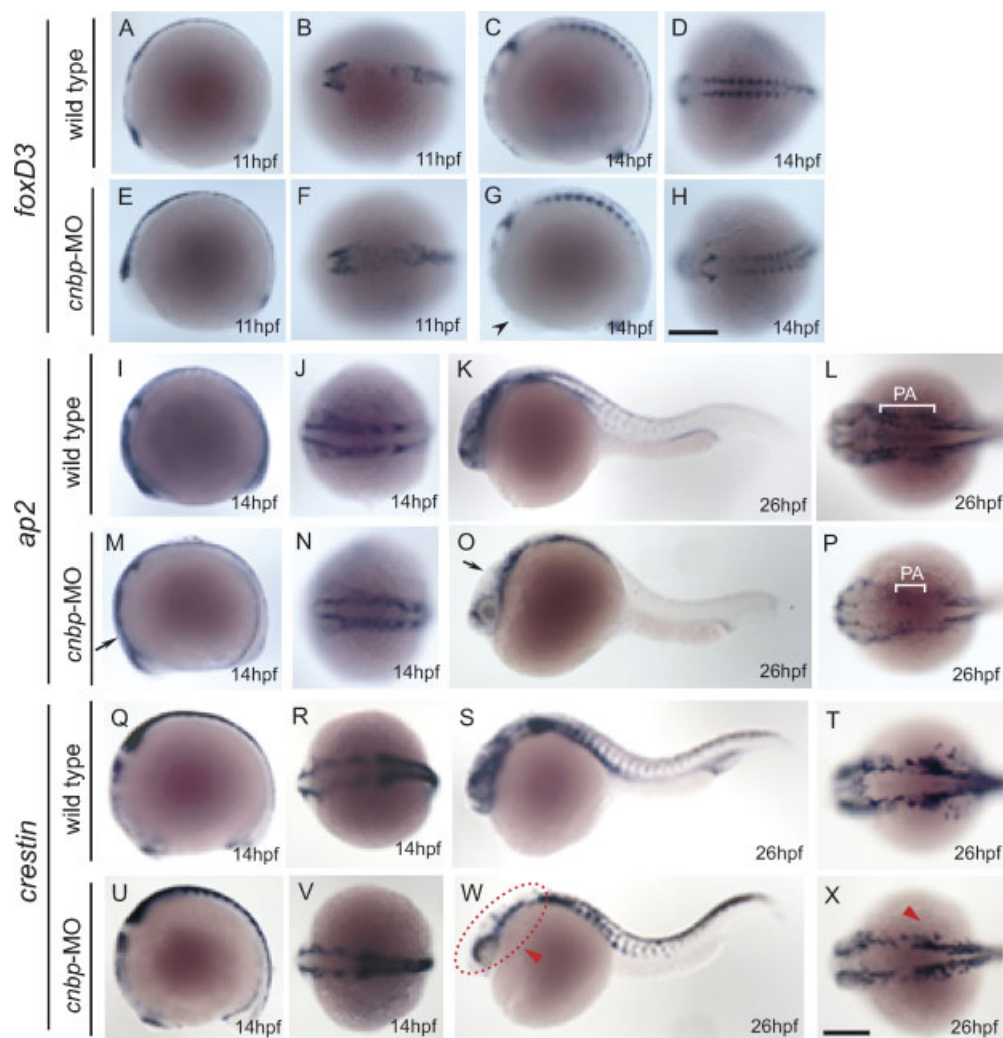 foxD3
wild type
A
11hpf
B
11hpf
C
14hpf
D
14hpf
cnbp-MO
E
11hpf
F
11hpf
G
14hpf
H
14hpf
ap2
wild type
I
14hpf
J
14hpf
K
26hpf
L
PA
26hpf
cnbp-MO
M
14hpf
N
14hpf
O
26hpf
P
PA
26hpf
crestin
wild type
Q
14hpf
R
14hpf
S
26hpf
T
26hpf
cnbp-MO
U
14hpf
V
14hpf
W
26hpf
X
26hpf